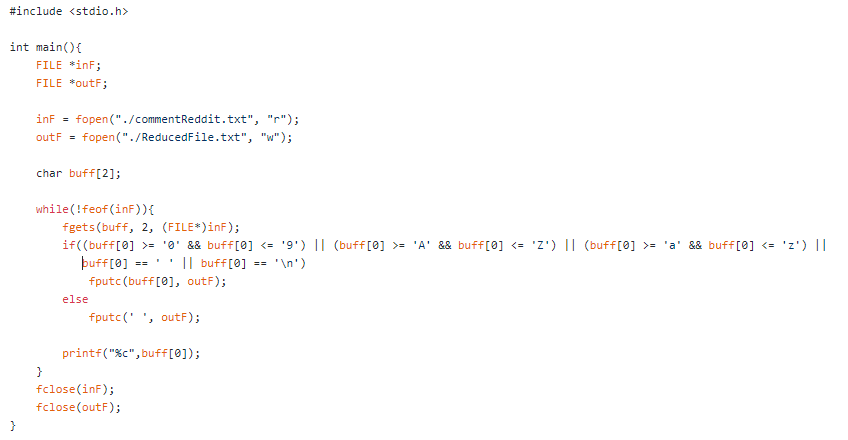 #include <stdio.h>
int main(){
FILE *inF;
FILE *outF;
inF = fopen("./commentReddit.txt", "r");
outF = fopen("./ReducedFile.txt", "w");
char buff[2];
while(!feof(inF)){
fgets(buff, 2, (FILE*)inF);
if((buff[0] >= '0' && buff[0] <= '9') || (buff[0] >= 'A' && buff[0] <= 'Z') || (buff[0] >= 'a' && buff[0] <= 'z') ||
buff[0] == ' ' || buff[0] == '\n')
fputc(buff[0], outF);
else
fputc(' ', outF);
printf("%c",buff[0]);
}
fclose(inF);
fclose(outF);
}